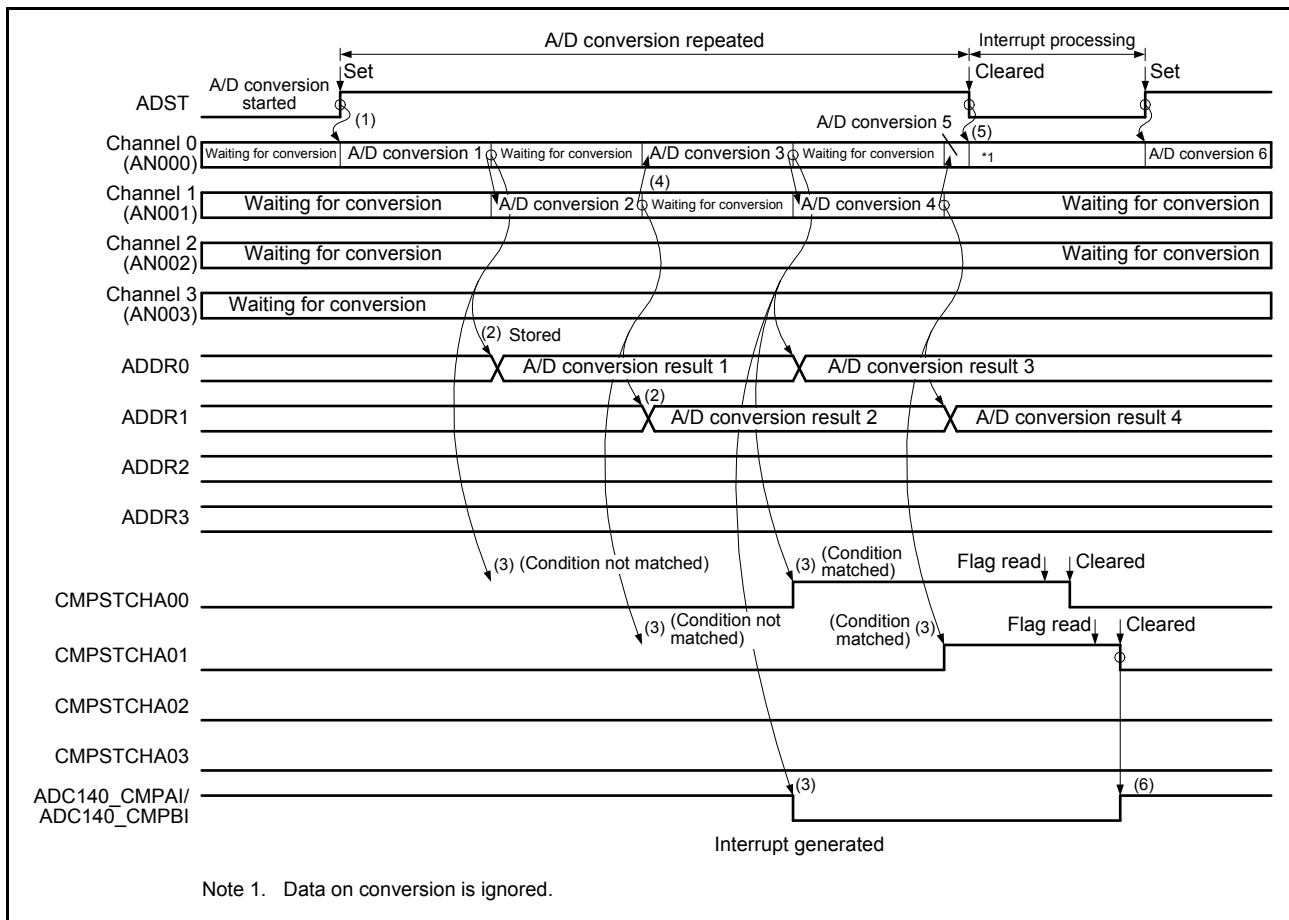 A/D conversion repeated
Interrupt processing
Set
Cleared
Set
A/D conversion
started
ADST
(1)
A/D conversion 5
(5)
Channel 0
(AN000)
Waiting for conversion
A/D conversion 1
Waiting for conversion
A/D conversion 3
Waiting for conversion
*1
A/D conversion 6
(4)
Channel 1
(AN001)
Waiting for conversion
A/D conversion 2
Waiting for conversion
A/D conversion 4
Waiting for conversion
Channel 2
(AN002)
Waiting for conversion
Waiting for conversion
Channel 3
(AN003)
Waiting for conversion
(2) Stored
ADDR0
A/D conversion result 1
A/D conversion result 3
(2)
ADDR1
A/D conversion result 2
A/D conversion result 4
ADDR2
ADDR3
(3) (Condition not matched)
(3) (Condition
matched)
Flag read
Cleared
CMPSTCHA00
(3) (Condition not
matched)
(Condition
matched) (3)
Flag read
Cleared
CMPSTCHA01
CMPSTCHA02
CMPSTCHA03
ADC140_CMPAI/
ADC140_CMPBI
(3)
(6)
Interrupt generated
Note 1. Data on conversion is ignored.